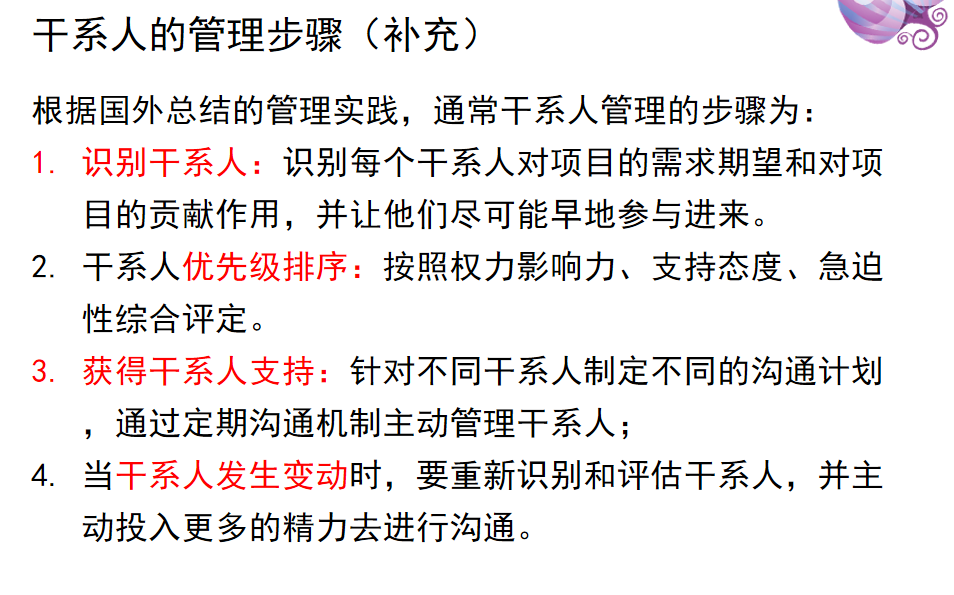 干系人的管理步骤（补充）
根据国外总结的管理实践，通常干系人管理的步骤为：
1. 识别干系人：识别每个干系人对项目的需求期望和对项
目的贡献作用，并让他们尽可能早地参与进来。
2. 干系人优先级排序：按照权力影响力、支持态度、急迫
性综合评定。
3. 获得干系人支持：针对不同干系人制定不同的沟通计划
，通过定期沟通机制主动管理干系人；
4. 当干系人发生变动时，要重新识别和评估干系人，并主
动投入更多的精力去进行沟通。